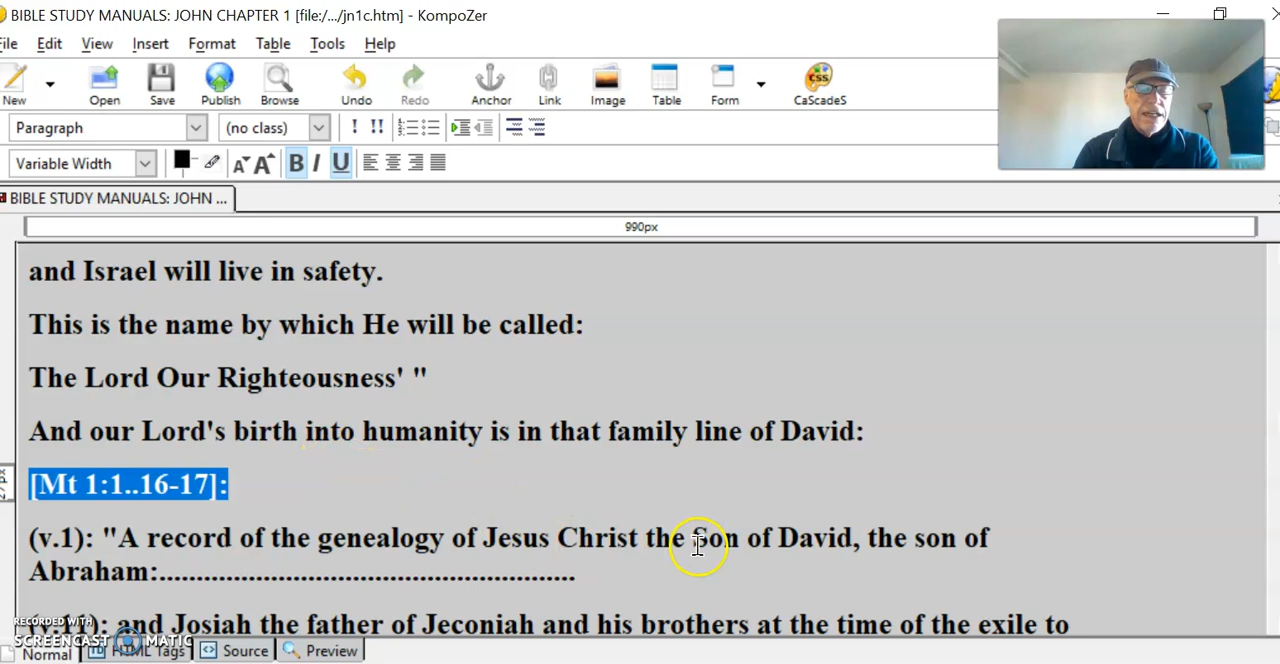 BIBLE STUDY MANUALS: JOHN CHAPTER 1 [file:/.../jn1c.htm] - KompoZer
File Edit View Insert Format Table Tools Help
New Open Save Publish Browse Undo Redo Anchor Link Image Table Form CaScadeS
Paragraph (no class) ! !!
Variable Width A A B I U
BIBLE STUDY MANUALS: JOHN ...
990px
and Israel will live in safety.
This is the name by which He will be called:
The Lord Our Righteousness' "
And our Lord's birth into humanity is in that family line of David:
[Mt 1:1..16-17]:
(v.1): "A record of the genealogy of Jesus Christ the Son of David, the son of
Abraham:.......................................................
and Josiah the father of Jeconiah and his brothers at the time of the exile to
RECORDED WITH
SCREENCAST MATIC
Normal HTML Tags Source Preview